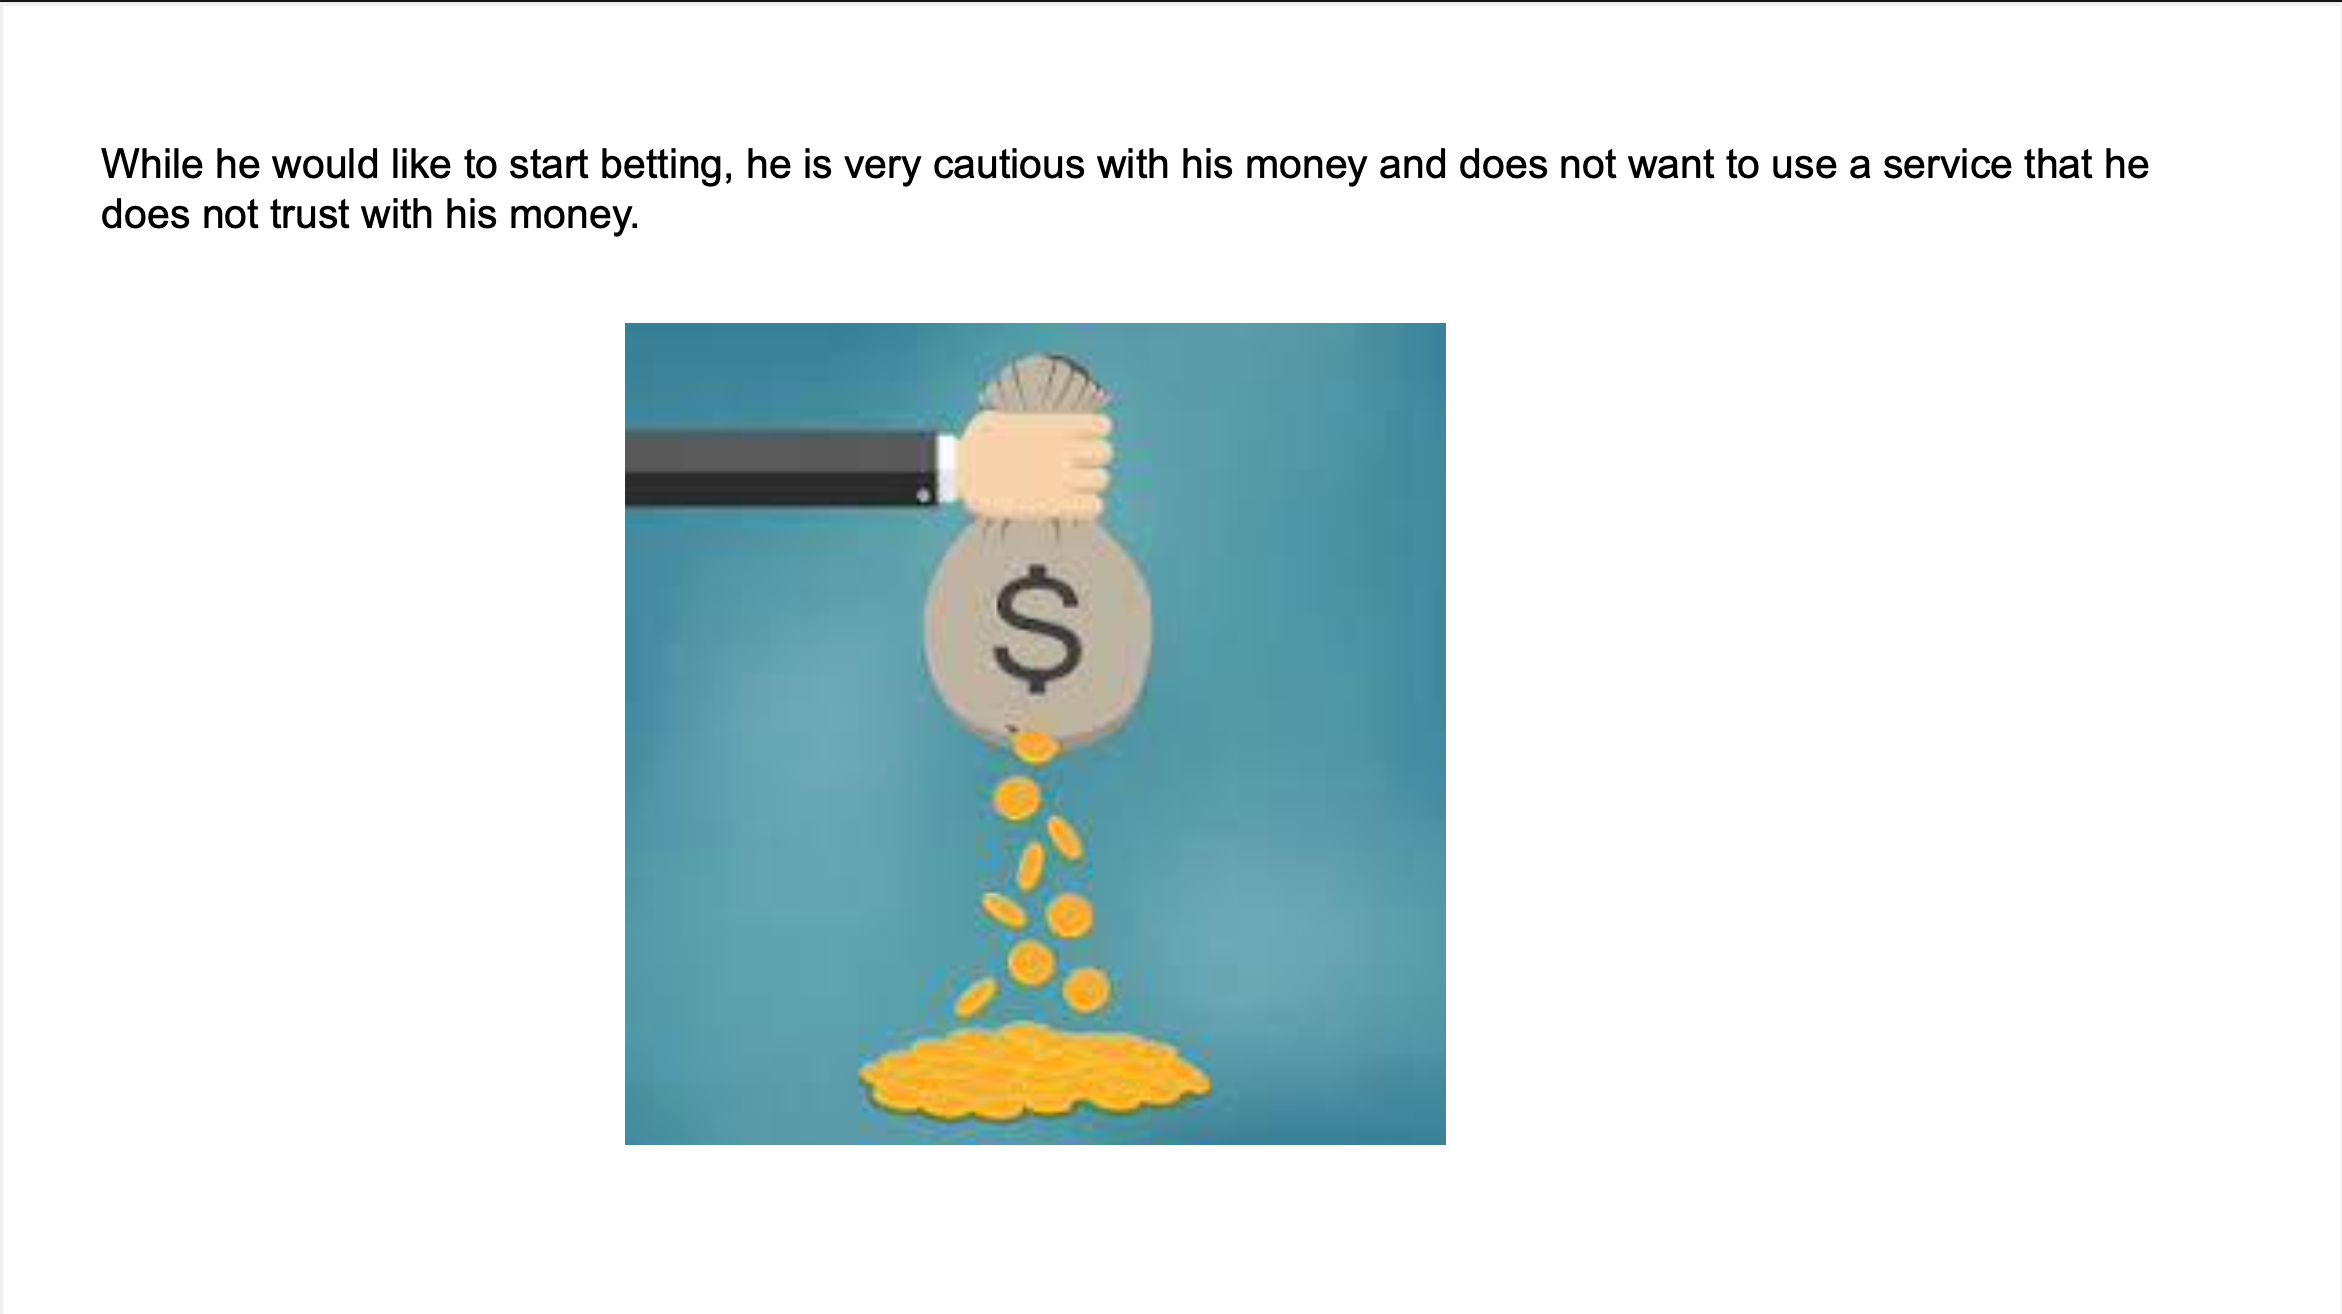 While he would like to start betting, he is very cautious with his money and does not want to use a service that he
does not trust with his money.
$